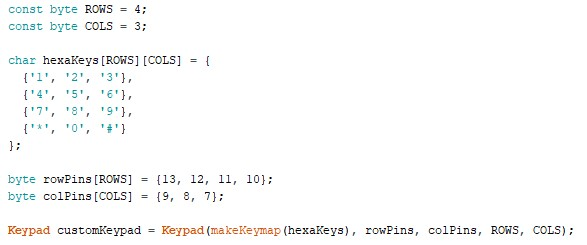 const byte ROWS = 4;
const byte COLS = 3;
char hexaKeys[ROWS][COLS] = {
{'1', '2', '3'},
{'4', '5', '6'},
{'7', '8', '9'},
{'*', '0', '#'}
};
byte rowPins[ROWS] = {13, 12, 11, 10};
byte colPins[COLS] = {9, 8, 7};
Keypad customKeypad = Keypad(makeKeymap(hexaKeys), rowPins, colPins, ROWS, COLS);